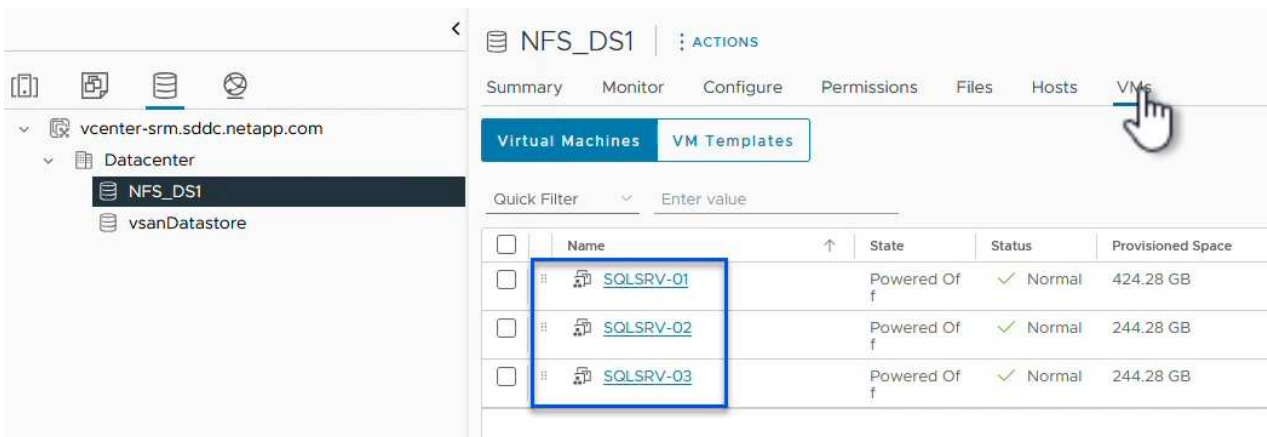 NFS_DS1
ACTIONS
Summary Monitor Configure Permissions Files Hosts VMs
vcenter-srm.sddc.netapp.com
Datacenter
NFS_DS1
vsanDatastore
Virtual Machines VM Templates
Quick Filter Enter value
Name State Status Provisioned Space
SQLSRV-01 Powered Of Normal 424.28 GB
f
SQLSRV-02 Powered Of Normal 244.28 GB
f
SQLSRV-03 Powered Of Normal 244.28 GB
f